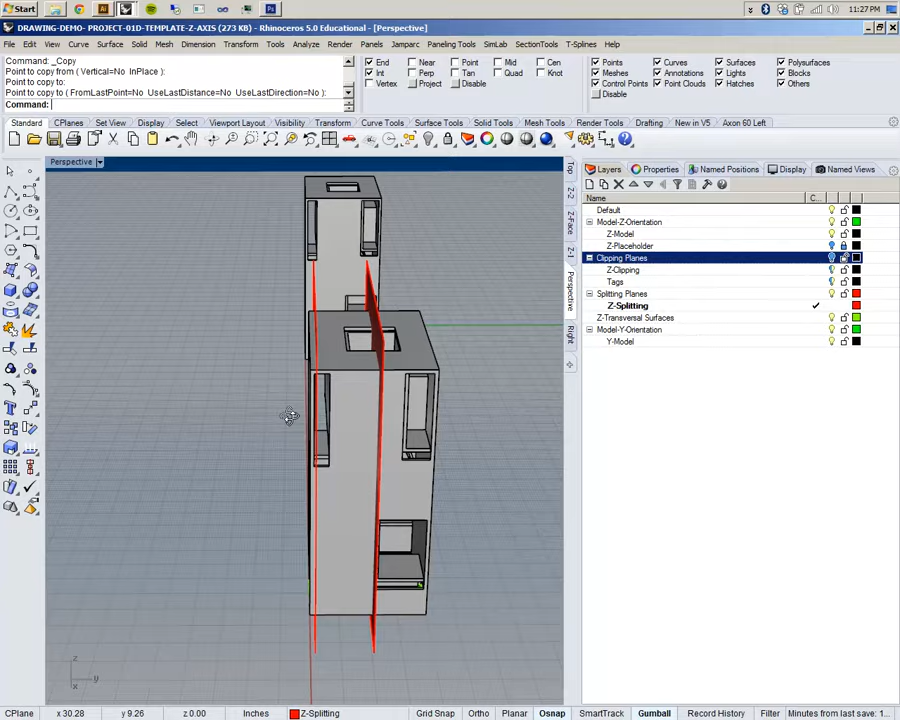 Start 11:27 PM
DRAWING-DEMO- PROJECT-01D-TEMPLATE-Z-AXIS (273 KB) - Rhinoceros 5.0 Educational - [Perspective]
File Edit View Curve Surface Solid Mesh Dimension Transform Tools Analyze Render Panels Jamparc Paneling Tools SimLab SectionTools T-Splines Help
Command: _Copy
Point to copy from ( Vertical=No InPlace ):
Point to copy to:
Point to copy to ( FromLastPoint=No UseLastDistance=No UseLastDirection=No ):
Command:
End Near Point Mid Cen
Int Perp Tan Quad Knot
Vertex Project Disable
Points Curves Surfaces Polysurfaces
Meshes Annotations Lights Blocks
Control Points Point Clouds Hatches Others
Disable
Standard CPlanes Set View Display Select Viewport Layout Visibility Transform Curve Tools Surface Tools Solid Tools Mesh Tools Render Tools Drafting New in V5 Axon 60 Left
Perspective
Top
Z-2
Z-Face
Z-1
Perspective
Right
Layers Properties Named Positions Display Named Views
Name C...
Default
Model-Z-Orientation
Z-Model
Z-Placeholder
Clipping Planes
Z-Clipping
Tags
Splitting Planes
Z-Splitting
Z-Transversal Surfaces
Model-Y-Orientation
Y-Model
z
y
x
CPlane x 30.28 y 9.26 z 0.00 Inches Z-Splitting Grid Snap Ortho Planar Osnap SmartTrack Gumball Record History Filter Minutes from last save: 1...